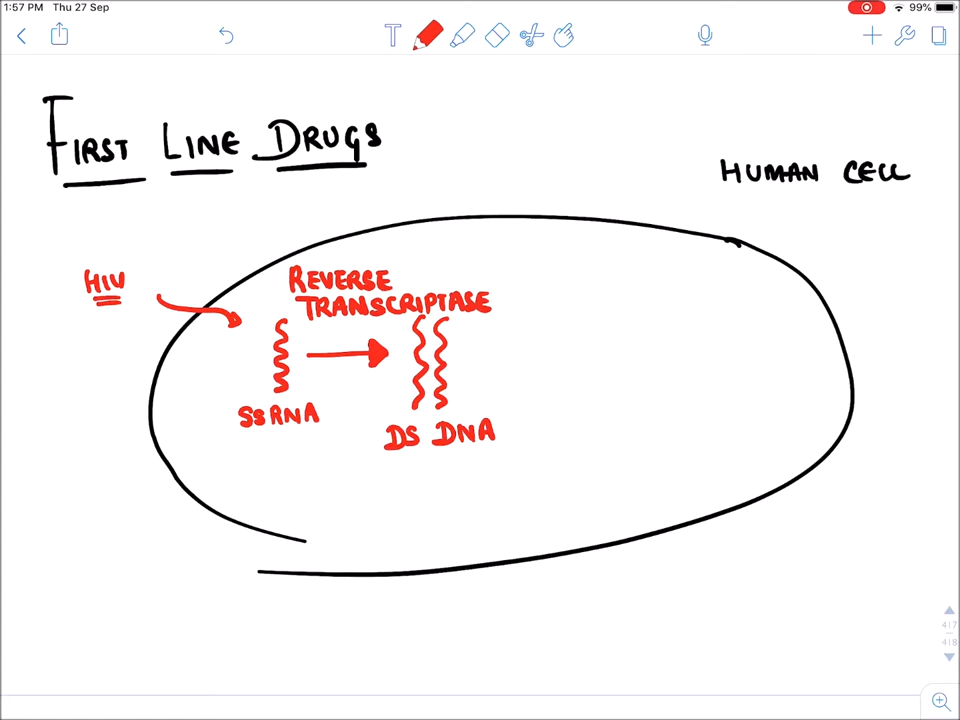 1:57 PM Thu 27 Sep
99%
T
FIRST LINE DRUGS
HUMAN CELL
HIV
REVERSE
TRANSCRIPTASE
SSRNA
DS DNA
417
418